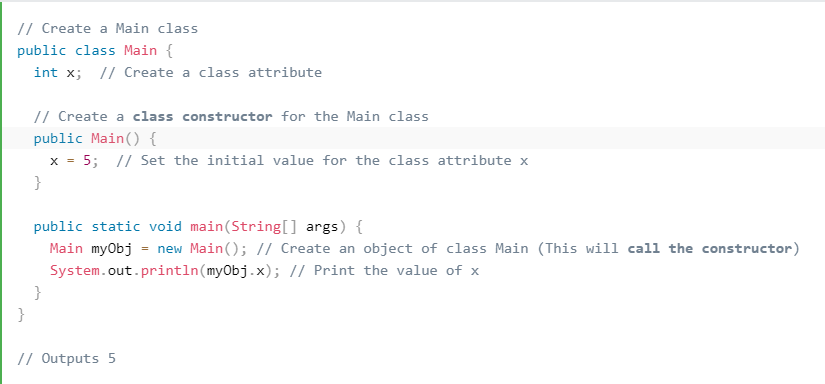 // Create a Main class
public class Main {
  int x;  // Create a class attribute

  // Create a class constructor for the Main class
  public Main() {
    x = 5;  // Set the initial value for the class attribute x
  }

  public static void main(String[] args) {
    Main myObj = new Main(); // Create an object of class Main (This will call the constructor)
    System.out.println(myObj.x); // Print the value of x
  }
}

// Outputs 5